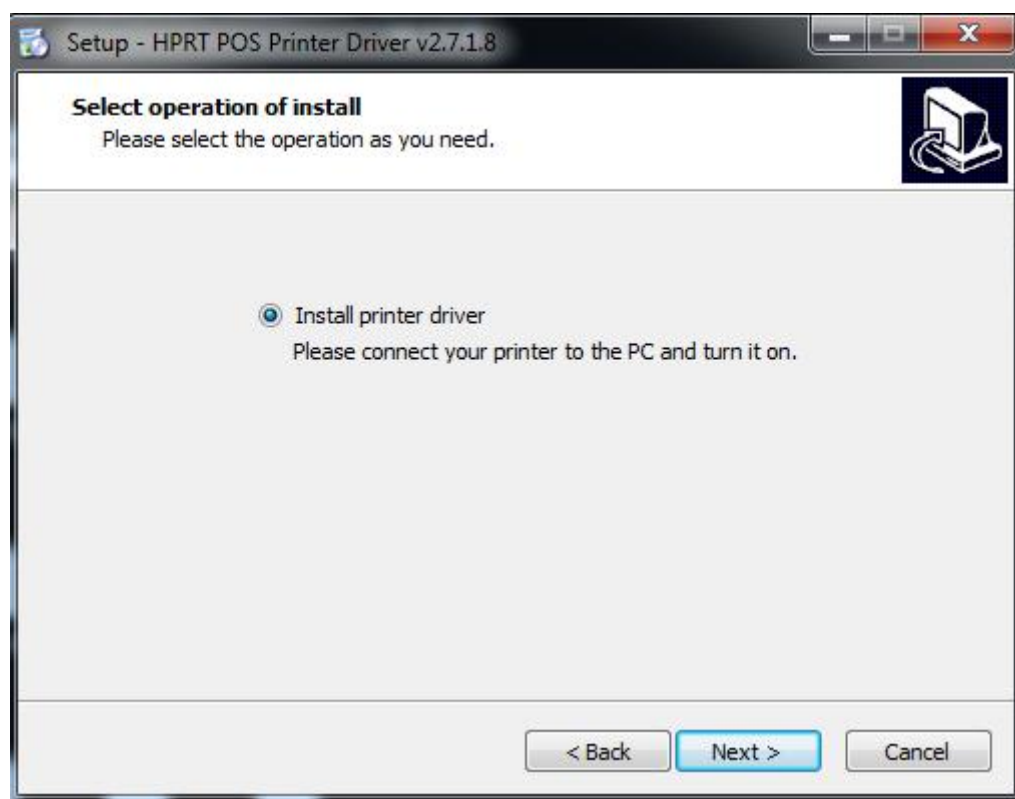 Setup - HPRT POS Printer Driver v2.7.1.8
Select operation of install
Please select the operation as you need.
Install printer driver
Please connect your printer to the PC and turn it on.
< Back
Next >
Cancel